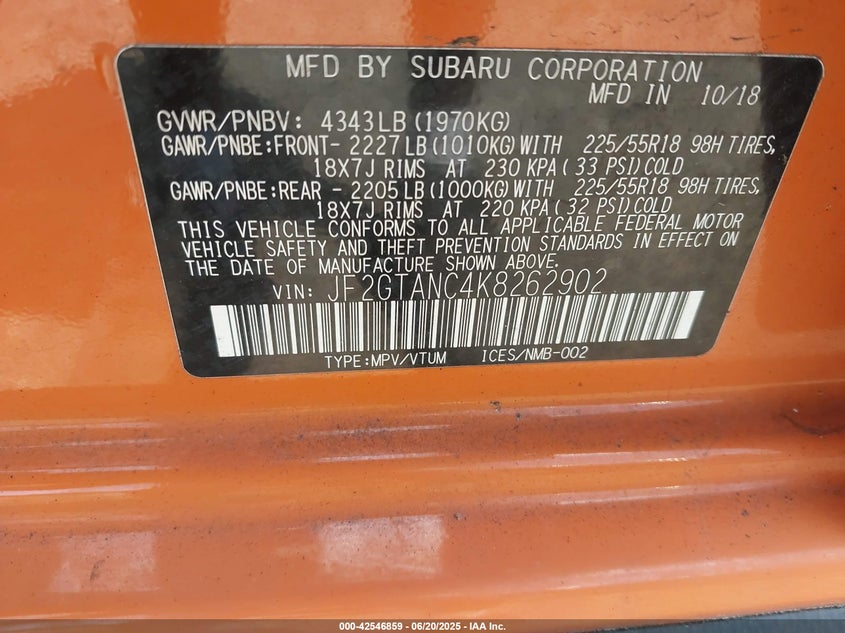 MFD BY SUBARU CORPORATION
MFD IN 10/18
GVWR/PNBV: 4343LB(1970KG)
GAWR/PNBE:FRONT- 2227LB(1010KG)WITH 225/55R18 98H TIRES,
18X7J RIMS AT 230 KPA(33 PSI)COLD
GAWR/PNBE:REAR - 2205LB(1000KG)WITH 225/55R18 98H TIRES,
18X7J RIMS AT 220 KPA(32 PSI)COLD
THIS VEHICLE CONFORMS TO ALL APPLICABLE FEDERAL MOTOR
VEHICLE SAFETY AND THEFT PREVENTION STANDARDS IN EFFECT ON
THE DATE OF MANUFACTURE SHOWN ABOVE.
VIN: JF2GTANC4K8262902
TYPE:MPV/VTUM ICES/NMB-002
000-42546859 - 06/20/2025 - IAA Inc.